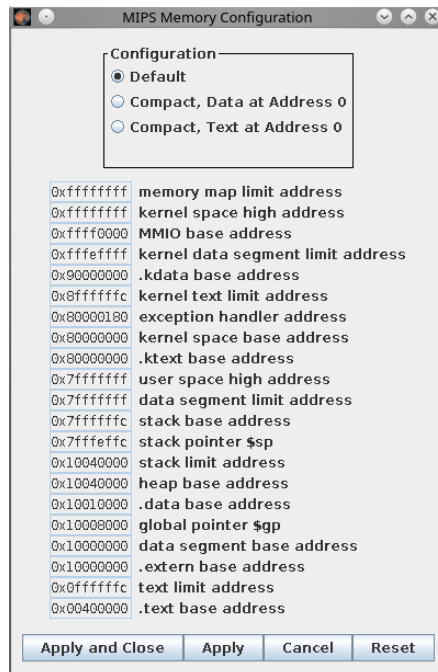 MIPS Memory Configuration
Configuration
Default
Compact, Data at Address 0
Compact, Text at Address 0
0xffffffff memory map limit address
0xffffffff kernel space high address
0xffff0000 MMIO base address
0xfffeffff kernel data segment limit address
0x90000000 .kdata base address
0x8ffffffc kernel text limit address
0x80000180 exception handler address
0x80000000 kernel space base address
0x80000000 .ktext base address
0x7fffffff user space high address
0x7fffffff data segment limit address
0x7ffffffc stack base address
0x7fffeffc stack pointer $sp
0x10040000 stack limit address
0x10040000 heap base address
0x10010000 .data base address
0x10008000 global pointer $gp
0x10000000 data segment base address
0x10000000 .extern base address
0x0ffffffc text limit address
0x00400000 .text base address
Apply and Close Apply Cancel Reset